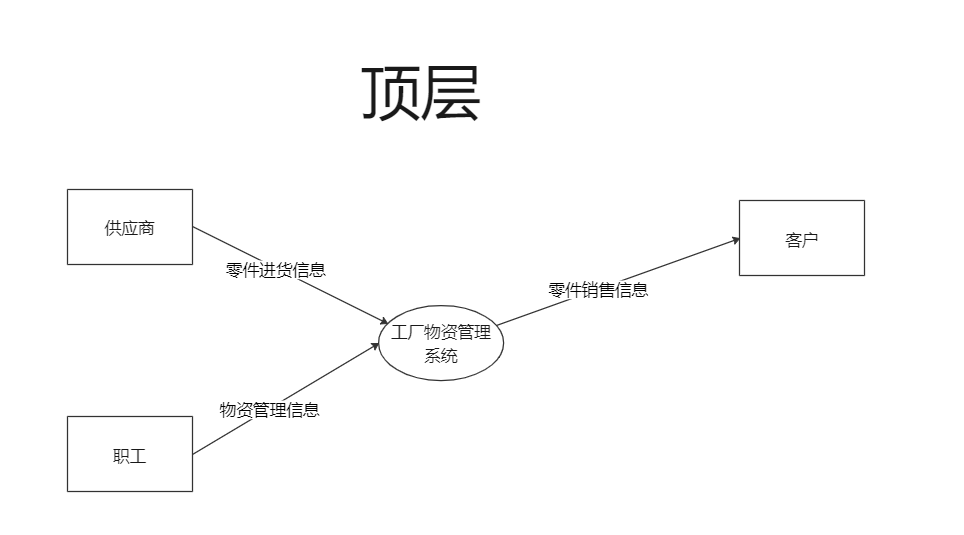 顶层
供应商
客户
零件进货信息
零件销售信息
工厂物资管理
系统
物资管理信息
职工